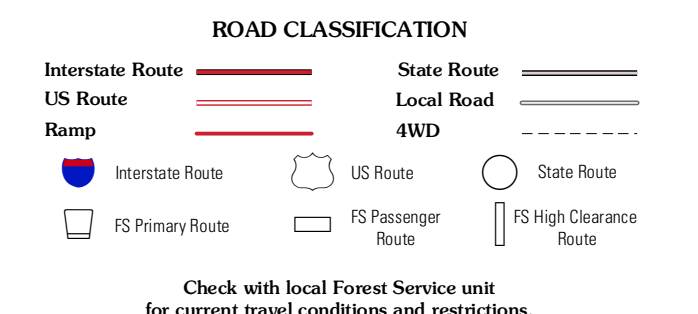 ROAD CLASSIFICATION
Interstate Route
State Route
US Route
Local Road
Ramp
4WD
Interstate Route
US Route
State Route
FS Primary Route
FS Passenger
Route
FS High Clearance
Route
Check with local Forest Service unit
for current travel conditions and restrictions.